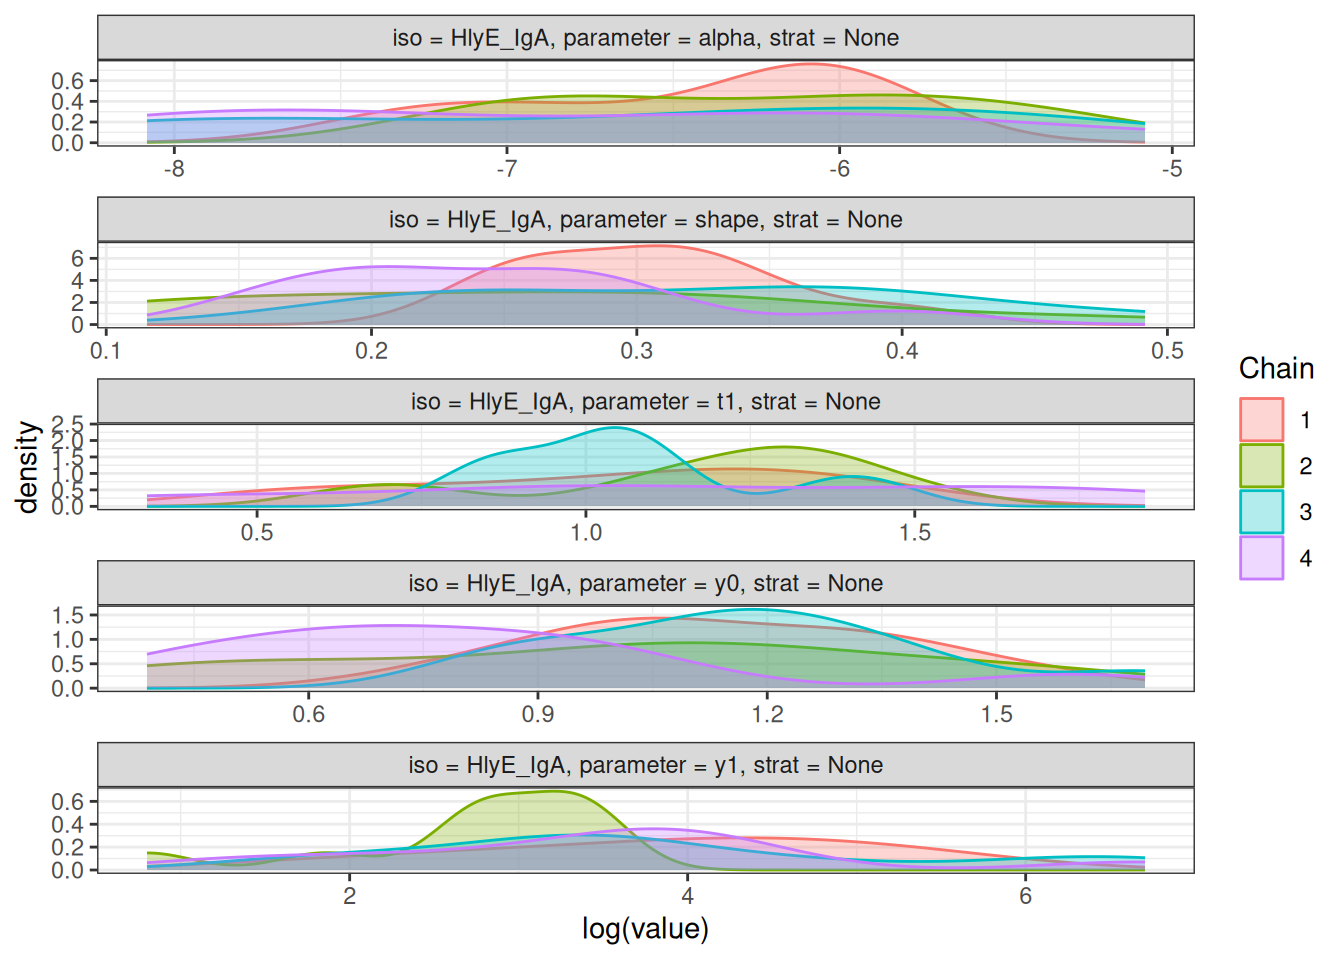 iso = HlyE_IgA, parameter = alpha, strat = None
0.6
0.4
0.2
0.0
-8 -7 -6 -5
iso = HlyE_IgA, parameter = shape, strat = None
6
4
2
0
0.1 0.2 0.3 0.4 0.5
iso = HlyE_IgA, parameter = t1, strat = None
2.5
2.0
1.5
1.0
0.5
0.0
0.5 1.0 1.5
iso = HlyE_IgA, parameter = y0, strat = None
1.5
1.0
0.5
0.0
0.6 0.9 1.2 1.5
iso = HlyE_IgA, parameter = y1, strat = None
0.6
0.4
0.2
0.0
2 4 6
log(value)
density
Chain
1
2
3
4